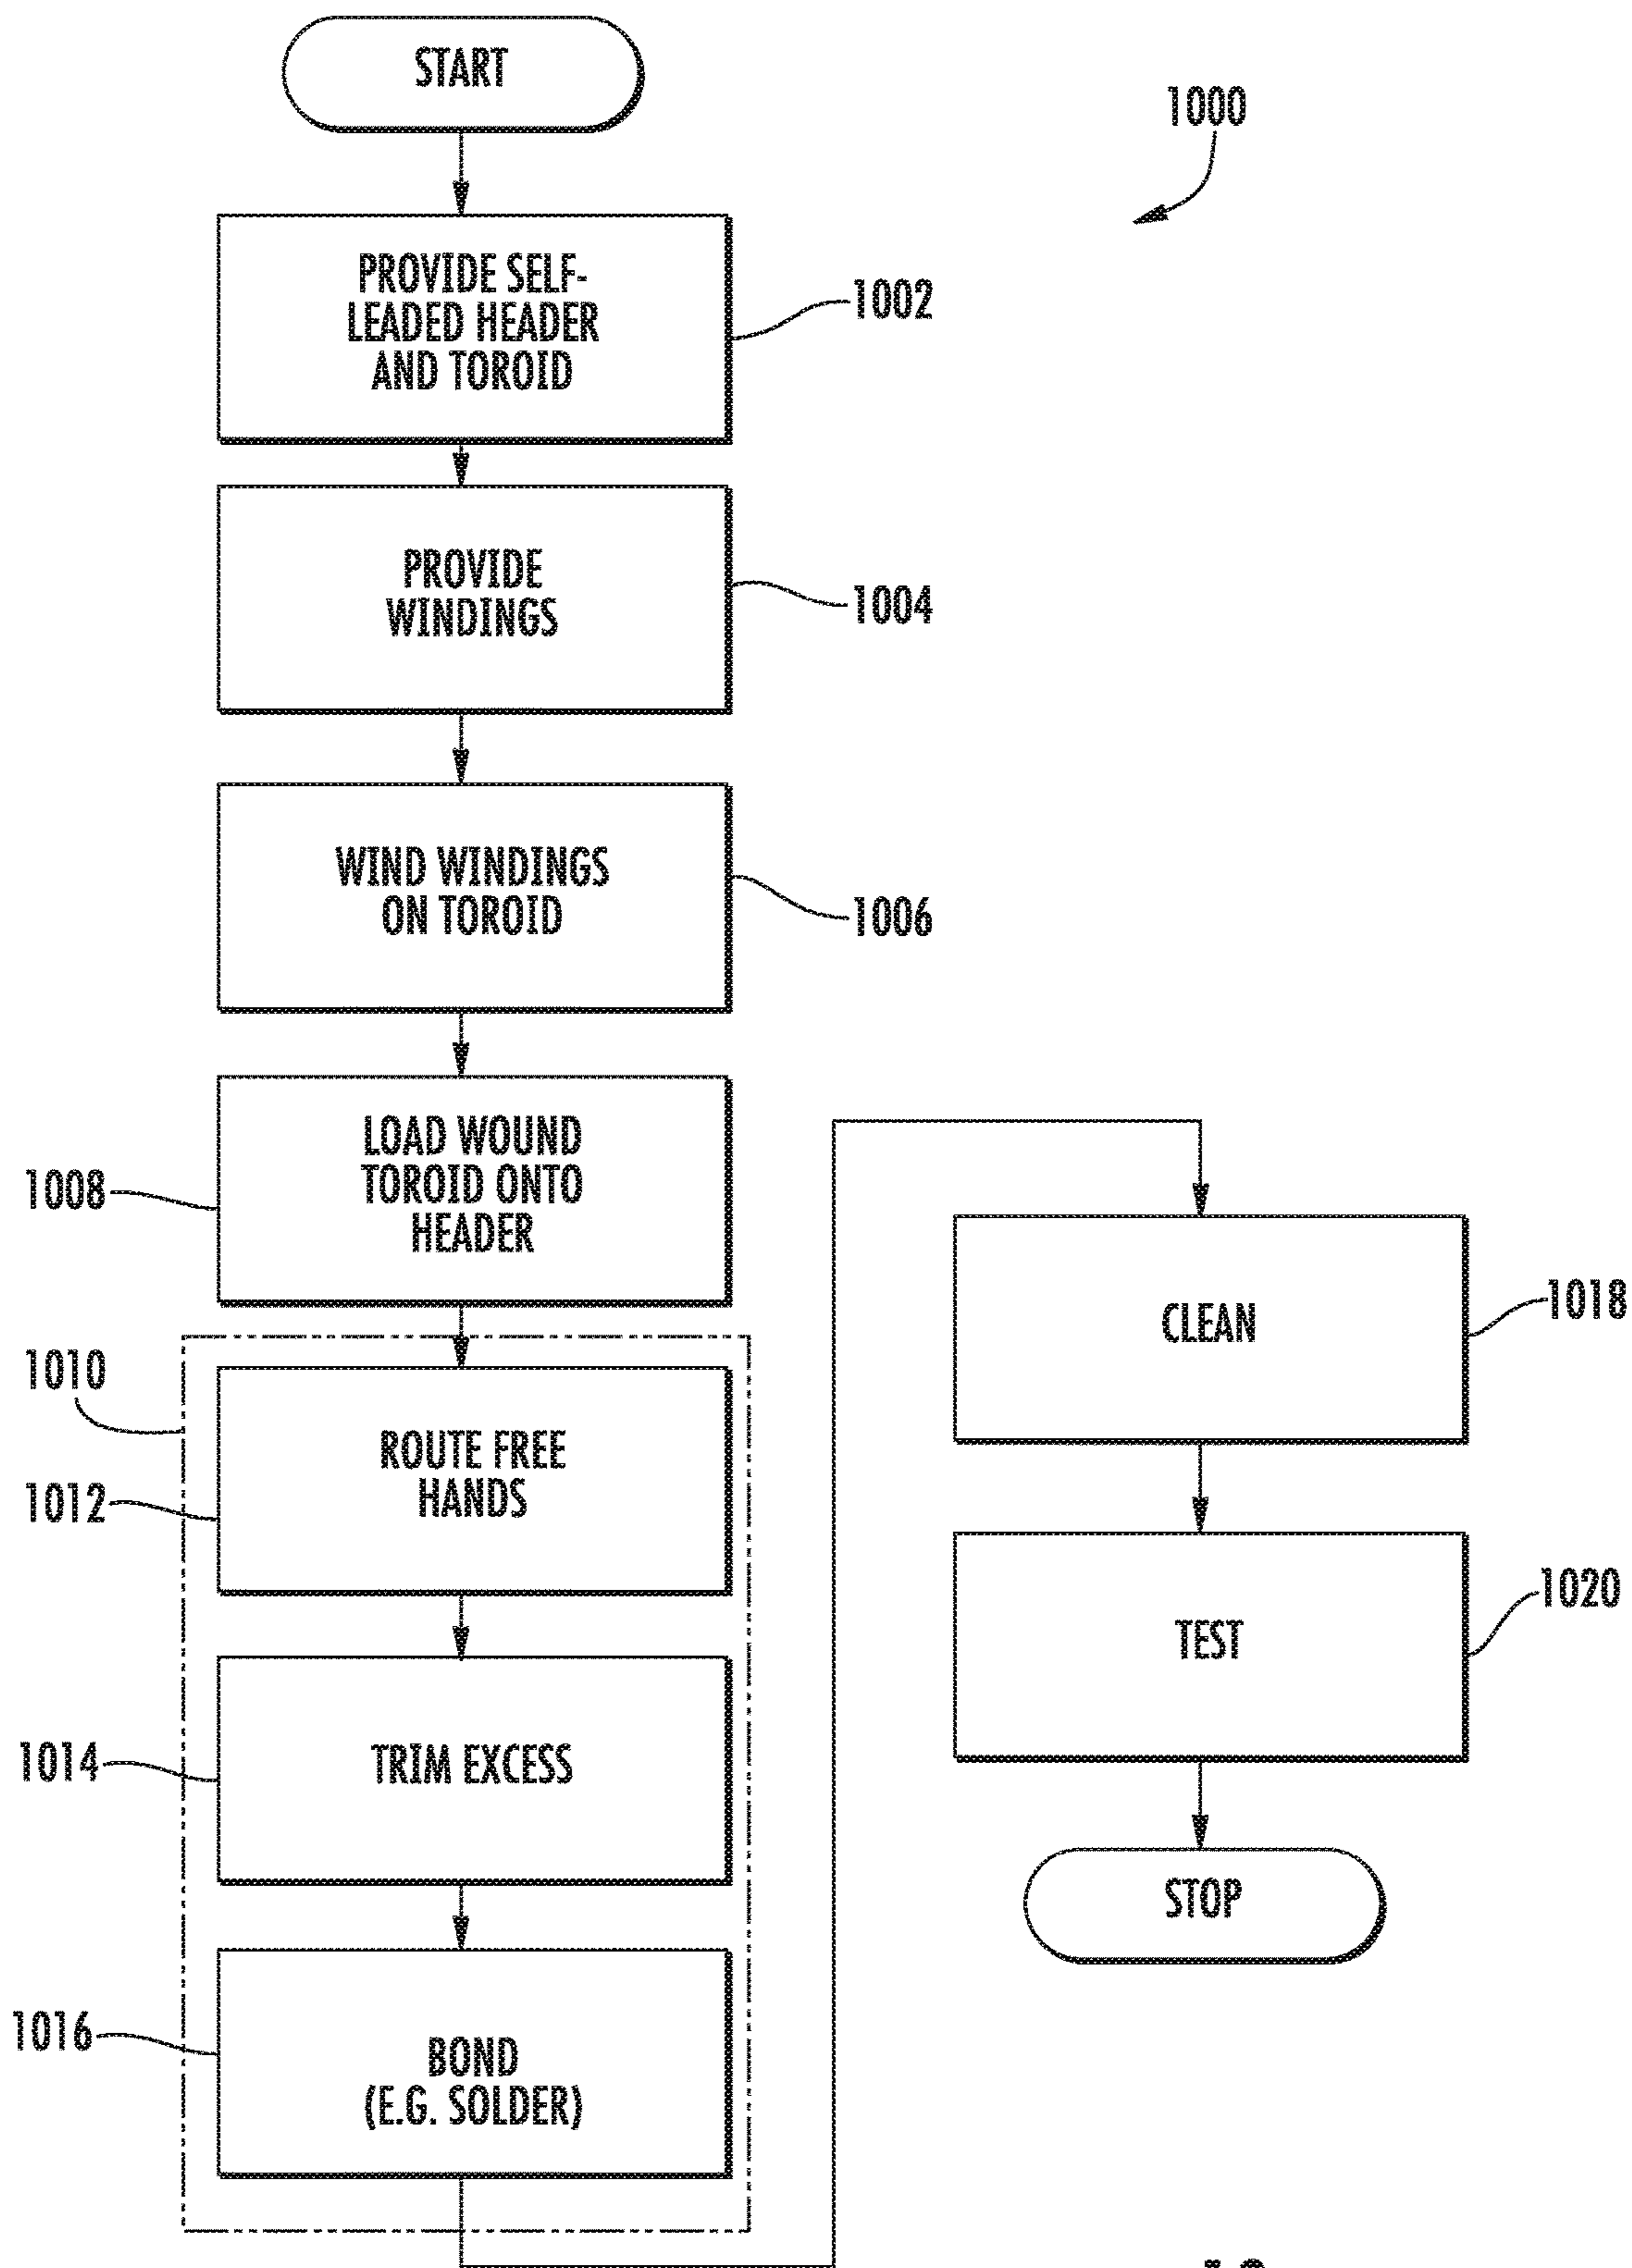 START
1000
PROVIDE SELF-
LEADED HEADER
AND TOROID
1002
PROVIDE
WINDINGS
1004
WIND WINDINGS
ON TOROID
1006
LOAD WOUND
TOROID ONTO
HEADER
1008
1010
ROUTE FREE
HANDS
1012
TRIM EXCESS
1014
BOND
(E.G. SOLDER)
1016
CLEAN
1018
TEST
1020
STOP